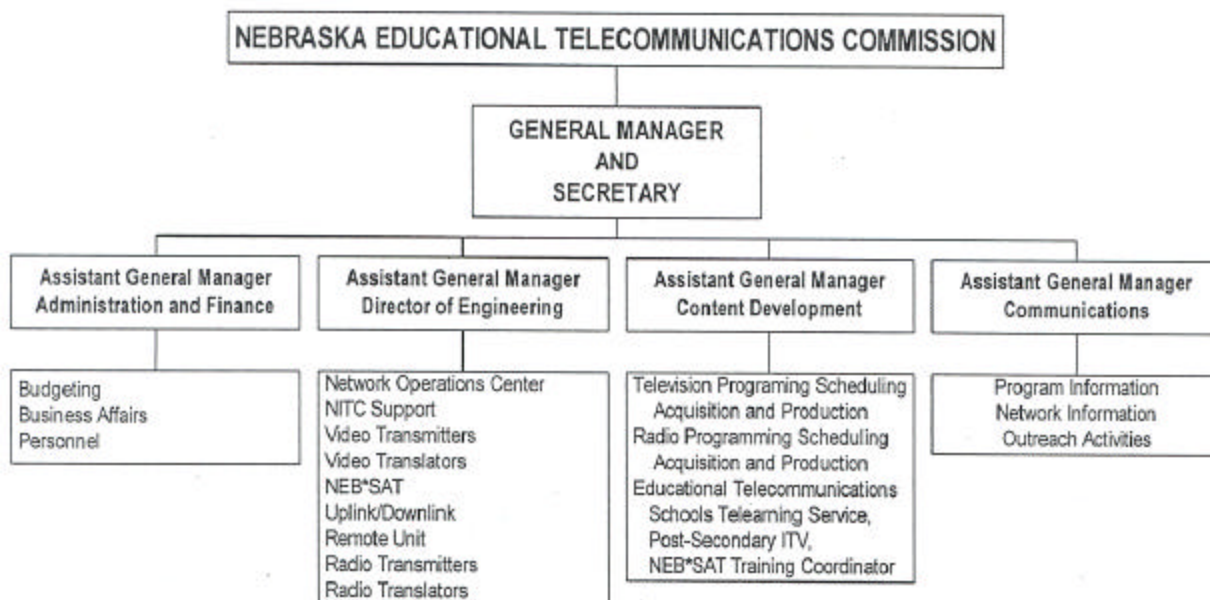 NEBRASKA EDUCATIONAL TELECOMMUNICATIONS COMMISSION
GENERAL MANAGER
AND
SECRETARY
Assistant General Manager
Administration and Finance
Assistant General Manager
Director of Engineering
Assistant General Manager
Content Development
Assistant General Manager
Communications
Budgeting
Business Affairs
Personnel
Network Operations Center
NITC Support
Video Transmitters
Video Translators
NEB*SAT
Uplink/Downlink
Remote Unit
Radio Transmitters
Radio Translators
Television Programing Scheduling
Acquisition and Production
Radio Programming Scheduling
Acquisition and Production
Educational Telecommunications
Schools Telearning Service,
Post-Secondary ITV,
NEB*SAT Training Coordinator
Program Information
Network Information
Outreach Activities